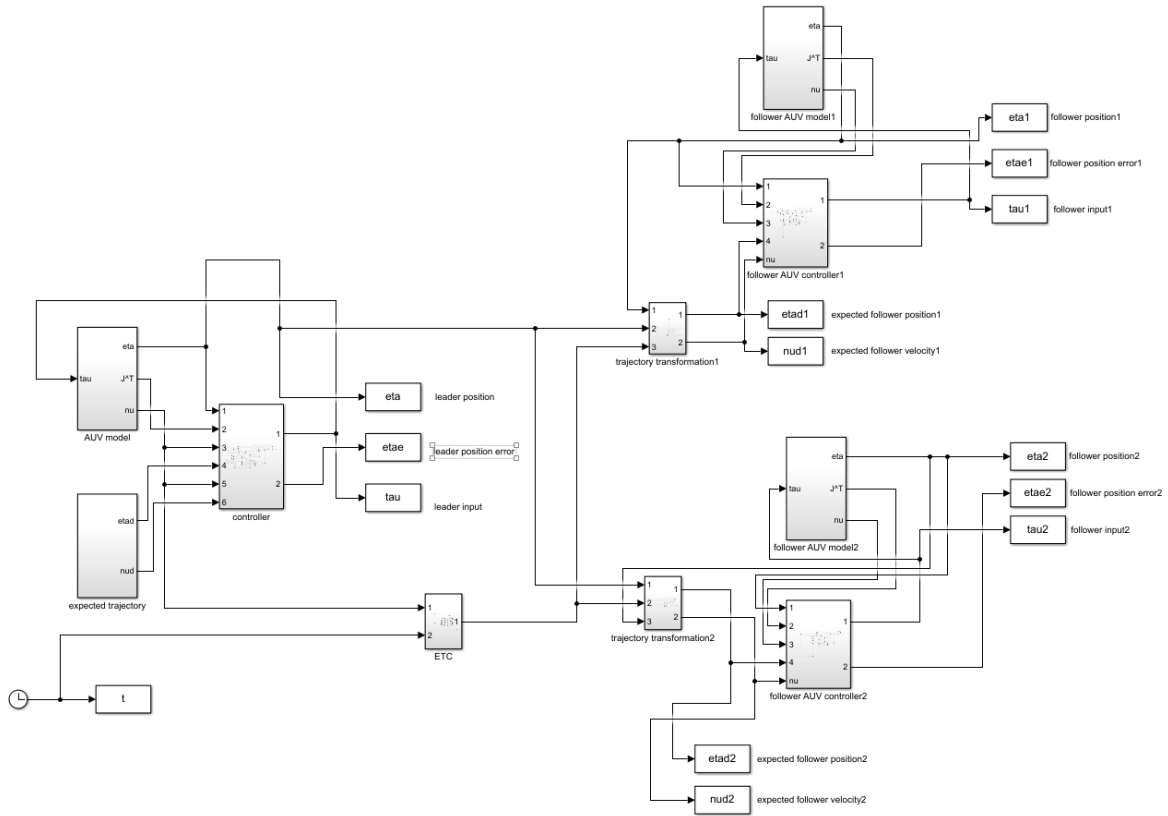 eta
tau
J^T
nu
follower AUV model1
eta1
follower position1
etae1
follower position error1
tau1
follower input1
1
2
3
4
nu
1
2
follower AUV controller1
1
2
3
1
2
trajectory transformation1
etad1
expected follower position1
nud1
expected follower velocity1
eta
tau
J^T
nu
AUV model
1
2
3
4
5
6
1
2
controller
eta
leader position
etae
leader position error
tau
leader input
etad
nud
expected trajectory
1
2
1
ETC
t
eta
tau
J^T
nu
follower AUV model2
eta2
follower position2
etae2
follower position error2
tau2
follower input2
1
2
3
1
2
trajectory transformation2
1
2
3
4
nu
1
2
follower AUV controller2
etad2
expected follower position2
nud2
expected follower velocity2